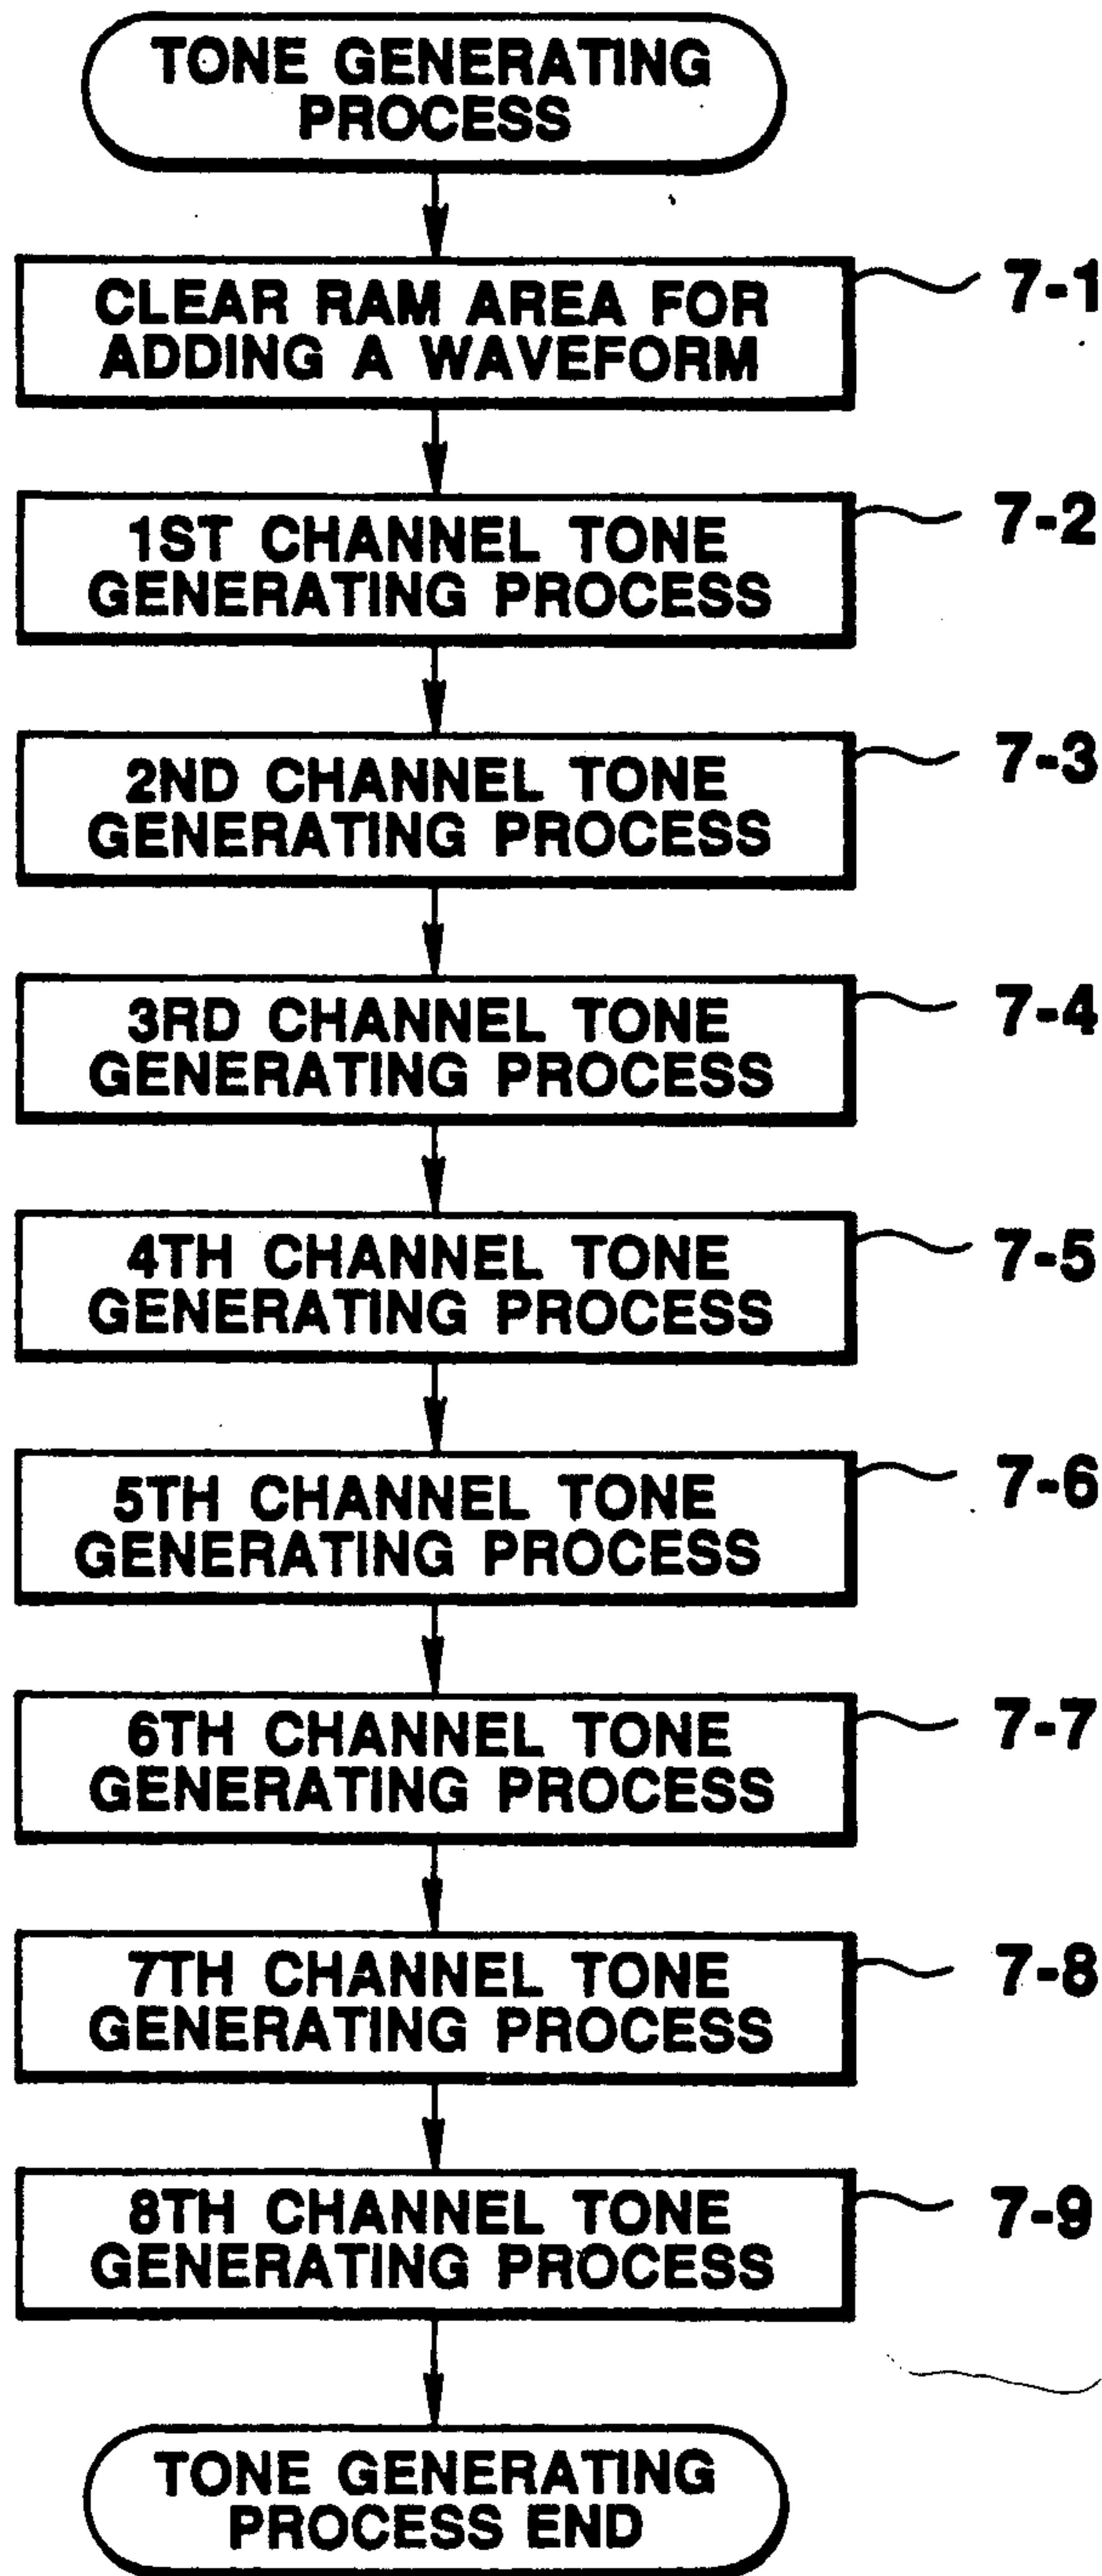 TONE GENERATING
PROCESS
CLEAR RAM AREA FOR
ADDING A WAVEFORM
7-1
1ST CHANNEL TONE
GENERATING PROCESS
7-2
2ND CHANNEL TONE
GENERATING PROCESS
7-3
3RD CHANNEL TONE
GENERATING PROCESS
7-4
4TH CHANNEL TONE
GENERATING PROCESS
7-5
5TH CHANNEL TONE
GENERATING PROCESS
7-6
6TH CHANNEL TONE
GENERATING PROCESS
7-7
7TH CHANNEL TONE
GENERATING PROCESS
7-8
8TH CHANNEL TONE
GENERATING PROCESS
7-9
TONE GENERATING
PROCESS END